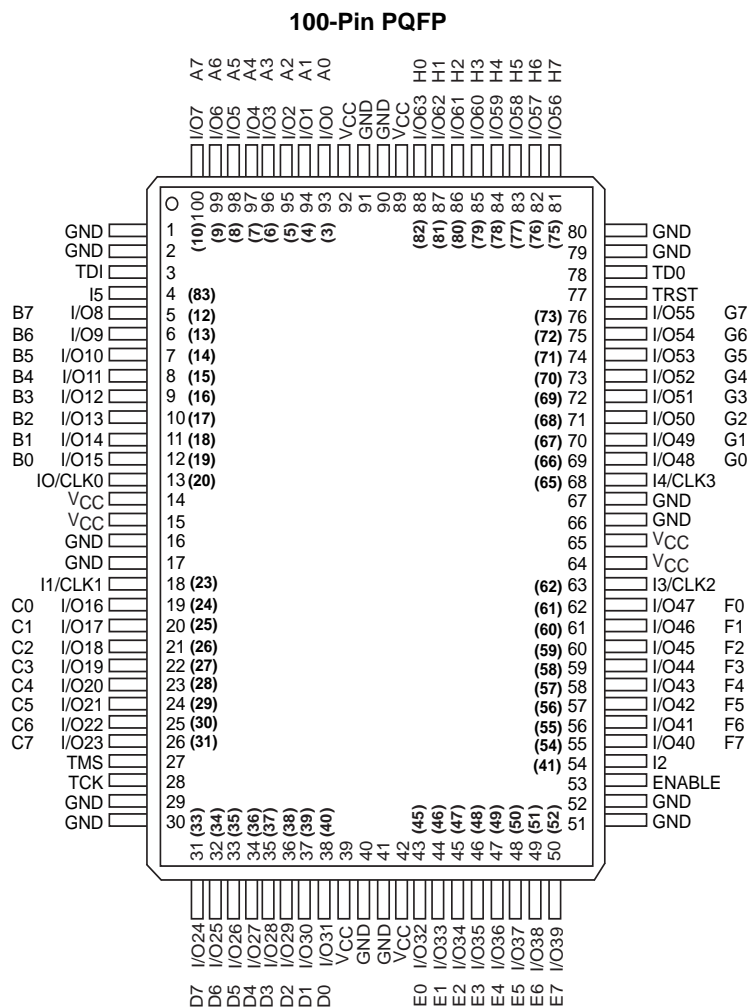 100-Pin PQFP
A7 A6 A5 A4 A3 A2 A1 A0 H0 H1 H2 H3 H4 H5 H6 H7
I/O7 I/O6 I/O5 I/O4 I/O3 I/O2 I/O1 I/O0 VCC GND GND VCC I/O63 I/O62 I/O61 I/O60 I/O59 I/O58 I/O57 I/O56
100 99 98 97 96 95 94 93 92 91 90 89 88 87 86 85 84 83 82 81
(10) (9) (8) (7) (6) (5) (4) (3) (82) (81) (80) (79) (78) (77) (76) (75)
GND 1 80 GND
GND 2 79 GND
TDI 3 78 TD0
I5 4 (83) 77 TRST
B7 I/O8 5 (12) (73) 76 I/O55 G7
B6 I/O9 6 (13) (72) 75 I/O54 G6
B5 I/O10 7 (14) (71) 74 I/O53 G5
B4 I/O11 8 (15) (70) 73 I/O52 G4
B3 I/O12 9 (16) (69) 72 I/O51 G3
B2 I/O13 10 (17) (68) 71 I/O50 G2
B1 I/O14 11 (18) (67) 70 I/O49 G1
B0 I/O15 12 (19) (66) 69 I/O48 G0
IO/CLK0 13 (20) (65) 68 I4/CLK3
VCC 14 67 GND
VCC 15 66 GND
GND 16 65 VCC
GND 17 64 VCC
I1/CLK1 18 (23) (62) 63 I3/CLK2
C0 I/O16 19 (24) (61) 62 I/O47 F0
C1 I/O17 20 (25) (60) 61 I/O46 F1
C2 I/O18 21 (26) (59) 60 I/O45 F2
C3 I/O19 22 (27) (58) 59 I/O44 F3
C4 I/O20 23 (28) (57) 58 I/O43 F4
C5 I/O21 24 (29) (56) 57 I/O42 F5
C6 I/O22 25 (30) (55) 56 I/O41 F6
C7 I/O23 26 (31) (54) 55 I/O40 F7
TMS 27 (41) 54 I2
TCK 28 53 ENABLE
GND 29 52 GND
GND 30 51 GND
(33) (34) (35) (36) (37) (38) (39) (40) (45) (46) (47) (48) (49) (50) (51) (52)
31 32 33 34 35 36 37 38 39 40 41 42 43 44 45 46 47 48 49 50
I/O24 I/O25 I/O26 I/O27 I/O28 I/O29 I/O30 I/O31 VCC GND GND VCC I/O32 I/O33 I/O34 I/O35 I/O36 I/O37 I/O38 I/O39
D7 D6 D5 D4 D3 D2 D1 D0 E0 E1 E2 E3 E4 E5 E6 E7